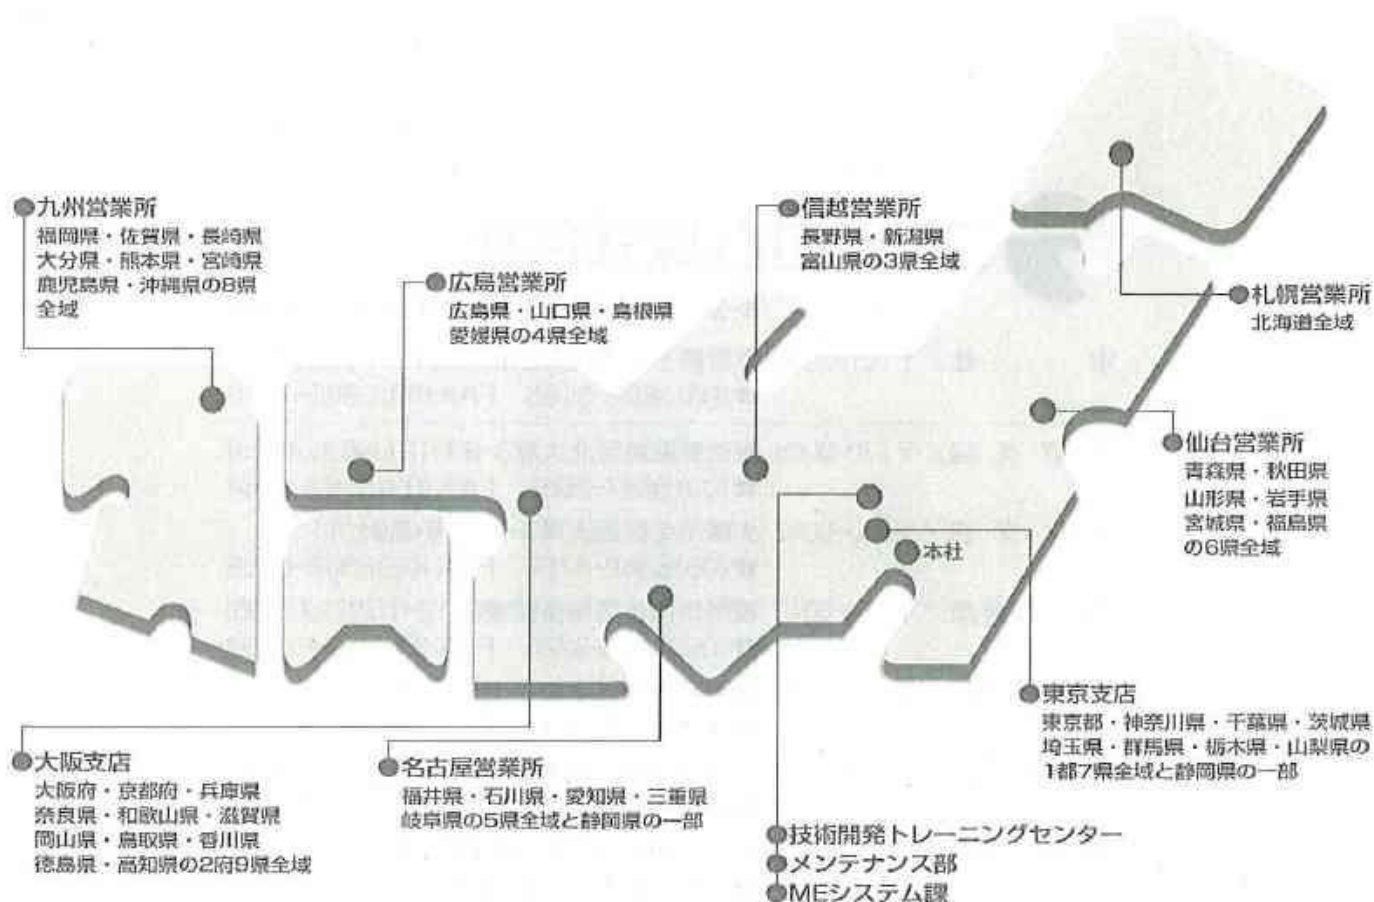 九州営業所
福岡県・佐賀県・長崎県
大分県・熊本県・宮崎県
鹿児島県・沖縄県の8県
全域
広島営業所
広島県・山口県・島根県
愛媛県の4県全域
信越営業所
長野県・新潟県
富山県の3県全域
札幌営業所
北海道全域
仙台営業所
青森県・秋田県
山形県・岩手県
宮城県・福島県
の6県全域
本社
東京支店
東京都・神奈川県・千葉県・茨城県
埼玉県・群馬県・栃木県・山梨県の
1都7県全域と静岡県の一部
大阪支店
大阪府・京都府・兵庫県
奈良県・和歌山県・滋賀県
岡山県・鳥取県・香川県
徳島県・高知県の2府9県全域
名古屋営業所
福井県・石川県・愛知県・三重県
岐阜県の5県全域と静岡県の一部
技術開発トレーニングセンター
メンテナンス部
MEシステム課